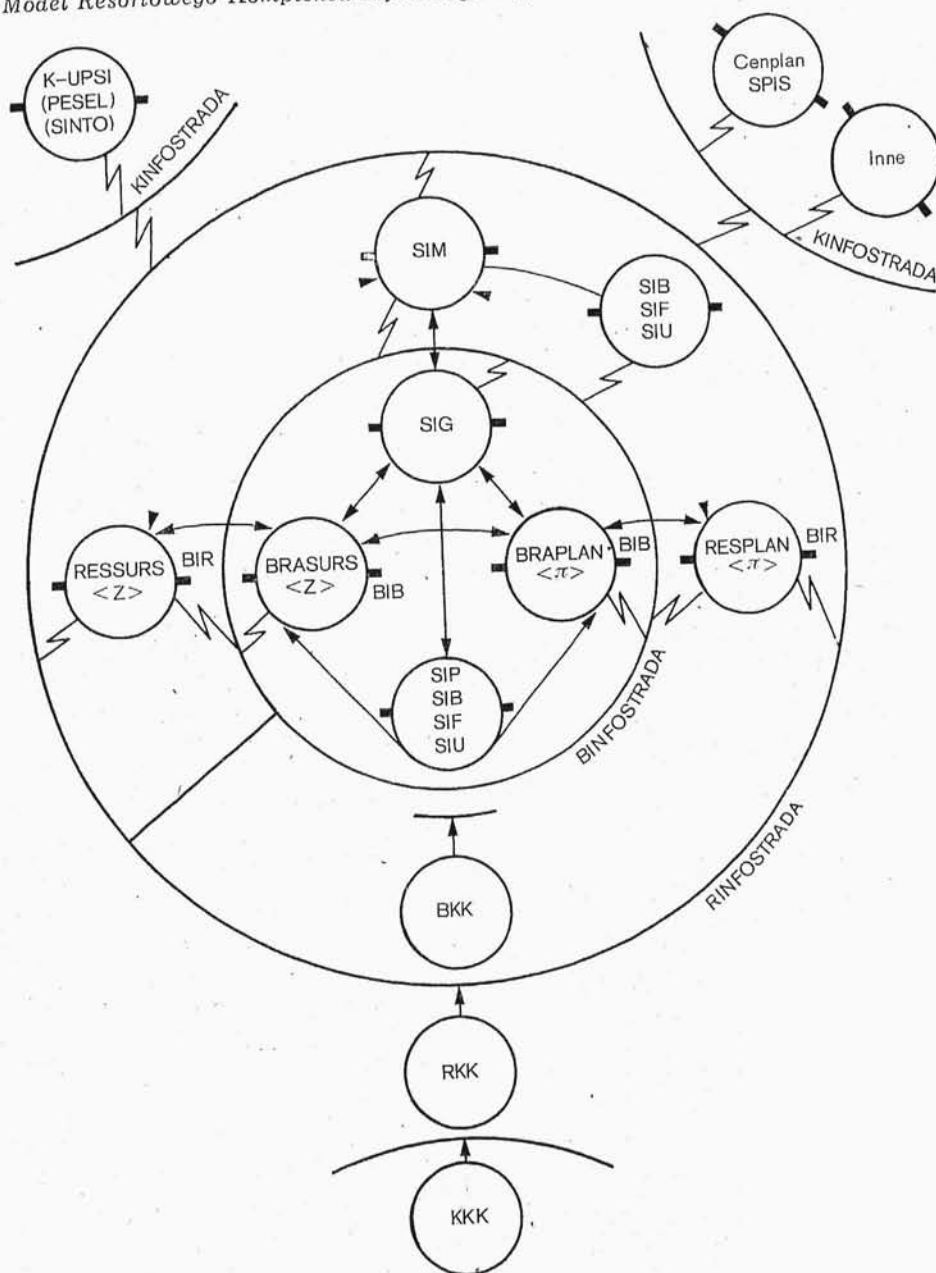 Model Resortowego
K-UPSI
(PESEL)
(SINTO)
KINFOSTRADA
Cenplan
SPIS
Inne
KINFOSTRADA
SIM
SIB
SIF
SIU
SIG
RESSURS
<Z>
BIR
BRASURS
<Z>
BIB
BRAPLAN
<π>
BIB
RESPLAN
<π>
BIR
SIP
SIB
SIF
SIU
BINFOSTRADA
RINFOSTRADA
BKK
RKK
KKK